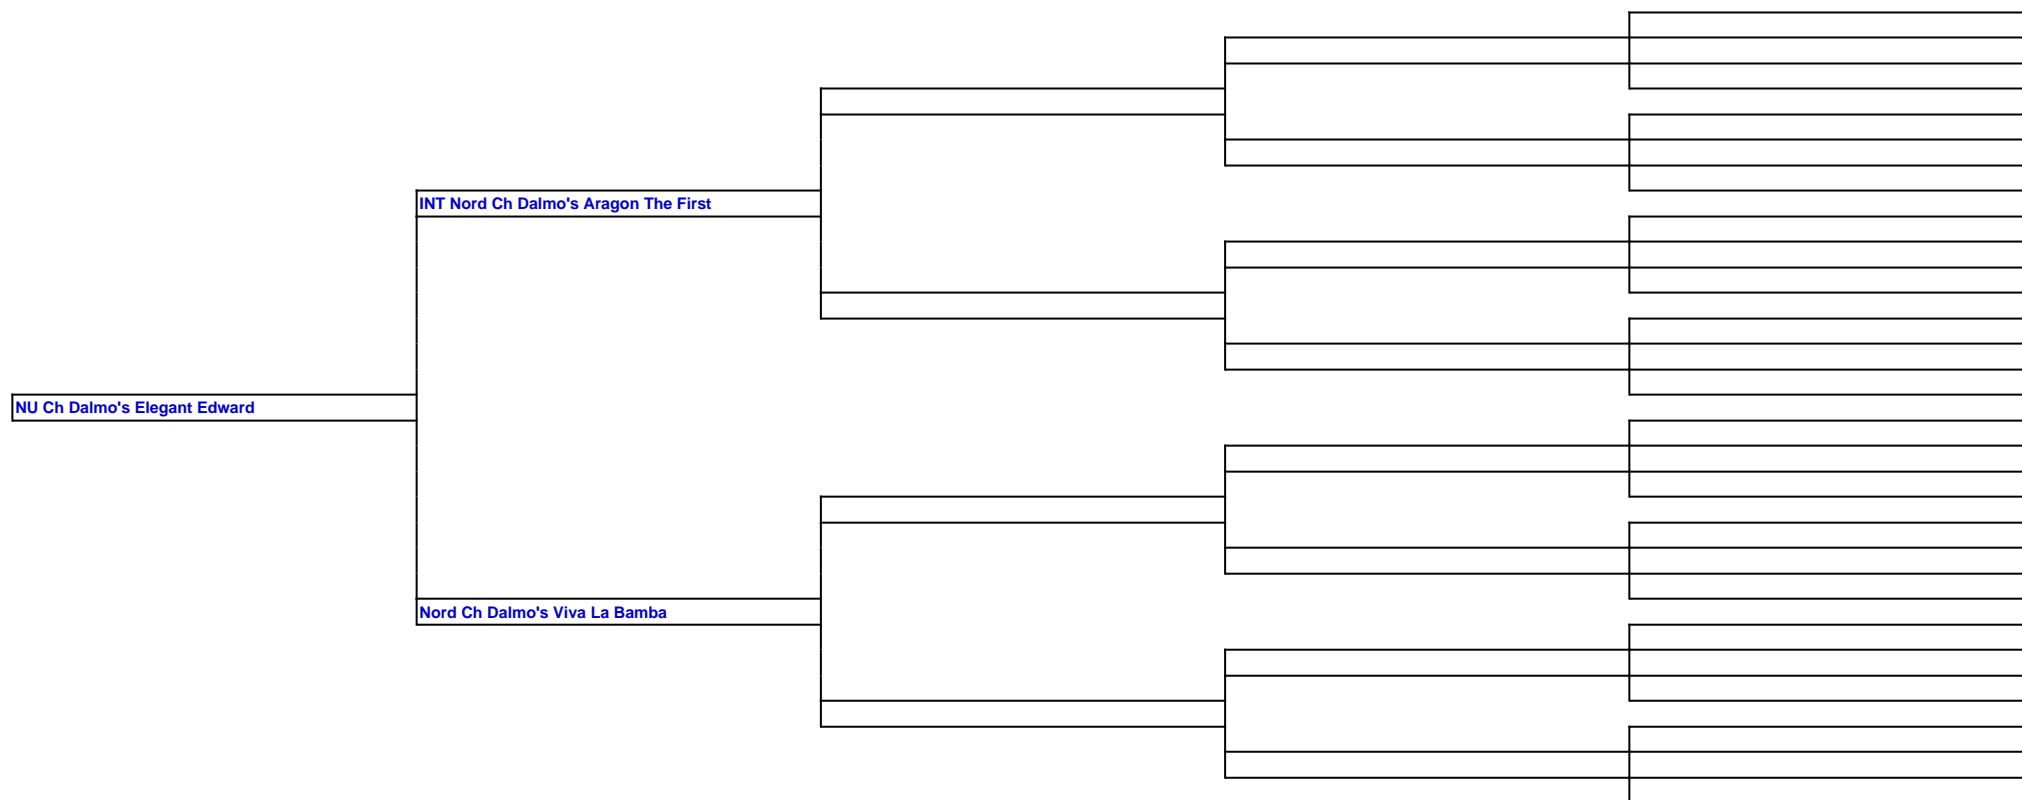 INT Nord Ch Dalmo's Aragon The First
NU Ch Dalmo's Elegant Edward
Nord Ch Dalmo's Viva La Bamba